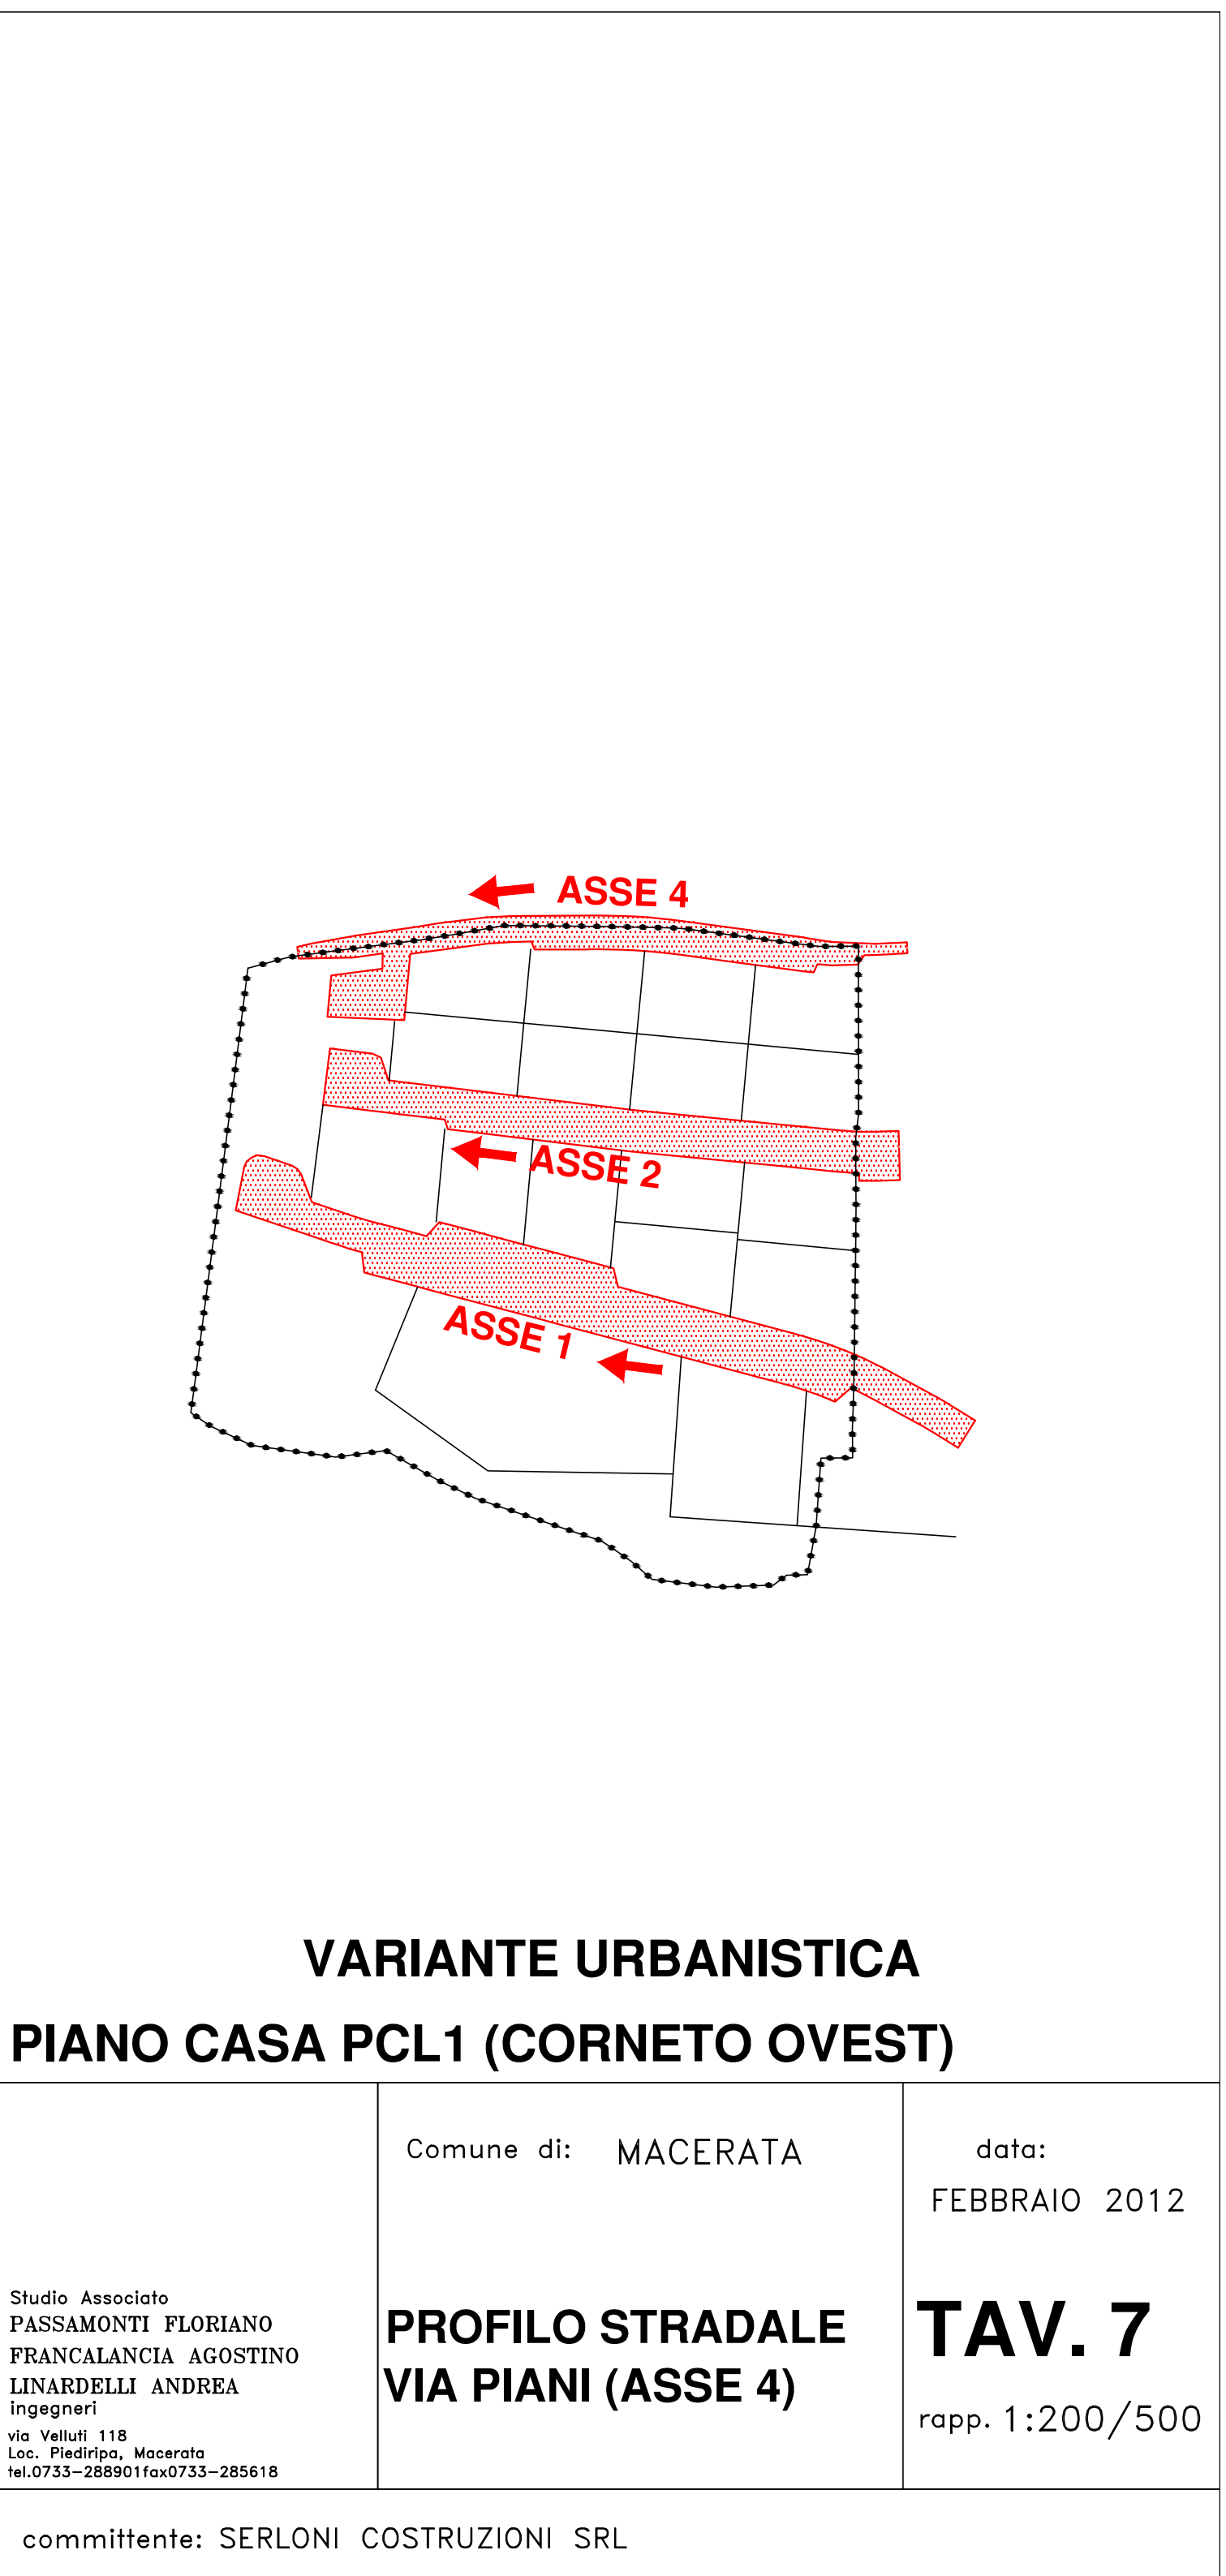 ASSE 4
ASSE 2
ASSE 1
VARIANTE URBANISTICA
PIANO CASA PCL1 (CORNETO OVEST)
Comune di: MACERATA
data:
FEBBRAIO 2012
Studio Associato
PASSAMONTI FLORIANO
FRANCALANCIA AGOSTINO
LINARDELLI ANDREA
ingegneri
via Velluti 118
Loc. Piediripa, Macerata
tel.0733-288901fax0733-285618
PROFILO STRADALE
VIA PIANI (ASSE 4)
TAV. 7
rapp. 1:200/500
committente: SERLONI COSTRUZIONI SRL